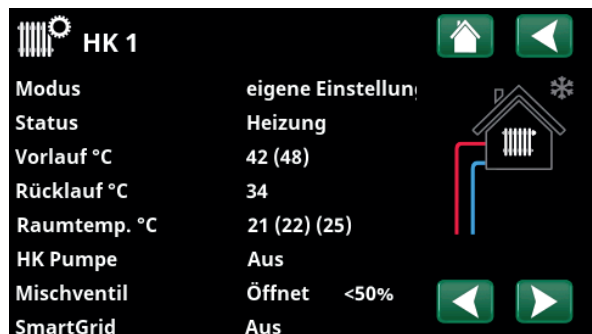 HK 1
Modus eigene Einstellun
Status Heizung
Vorlauf °C 42 (48)
Rücklauf °C 34
Raumtemp. °C 21 (22) (25)
HK Pumpe Aus
Mischventil Öffnet <50%
SmartGrid Aus